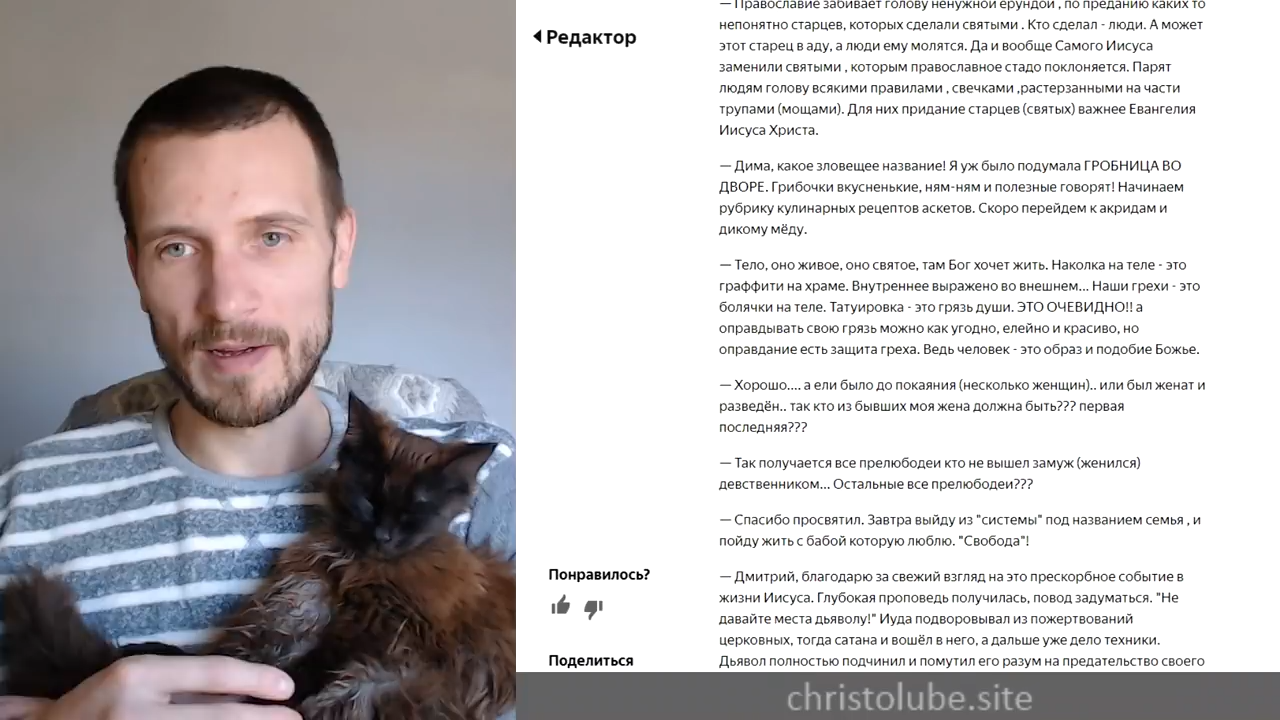 — Православие забивает голову ненужной ерундой , по преданию каких то
непонятно старцев, которых сделали святыми . Кто сделал - люди. А может
этот старец в аду, а люди ему молятся. Да и вообще Самого Иисуса
заменили святыми , которым православное стадо поклоняется. Парят
людям голову всякими правилами , свечками ,растерзанными на части
трупами (мощами). Для них придание старцев (святых) важнее Евангелия
Иисуса Христа.
Редактор
— Дима, какое зловещее название! Я уж было подумала ГРОБНИЦА ВО
ДВОРЕ. Грибочки вкусненькие, ням-ням и полезные говорят! Начинаем
рубрику кулинарных рецептов аскетов. Скоро перейдем к акридам и
дикому мёду.
— Тело, оно живое, оно святое, там Бог хочет жить. Наколка на теле - это
граффити на храме. Внутреннее выражено во внешнем... Наши грехи - это
болячки на теле. Татуировка - это грязь души. ЭТО ОЧЕВИДНО!! а
оправдывать свою грязь можно как угодно, елейно и красиво, но
оправдание есть защита греха. Ведь человек - это образ и подобие Божье.
— Хорошо.... а ели было до покаяния (несколько женщин).. или был женат и
разведён.. так кто из бывших моя жена должна быть??? первая
последняя???
— Так получается все прелюбодеи кто не вышел замуж (женился)
девственником... Остальные все прелюбодеи???
— Спасибо просвятил. Завтра выйду из "системы" под названием семья , и
пойду жить с бабой которую люблю. "Свобода"!
Понравилось?
— Дмитрий, благодарю за свежий взгляд на это прескорбное событие в
жизни Иисуса. Глубокая проповедь получилась, повод задуматься. "Не
давайте места дьяволу!" Иуда подворовывал из пожертвований
церковных, тогда сатана и вошёл в него, а дальше уже дело техники.
Дьявол полностью подчинил и помутил его разум на предательство своего
Поделиться
christolube.site